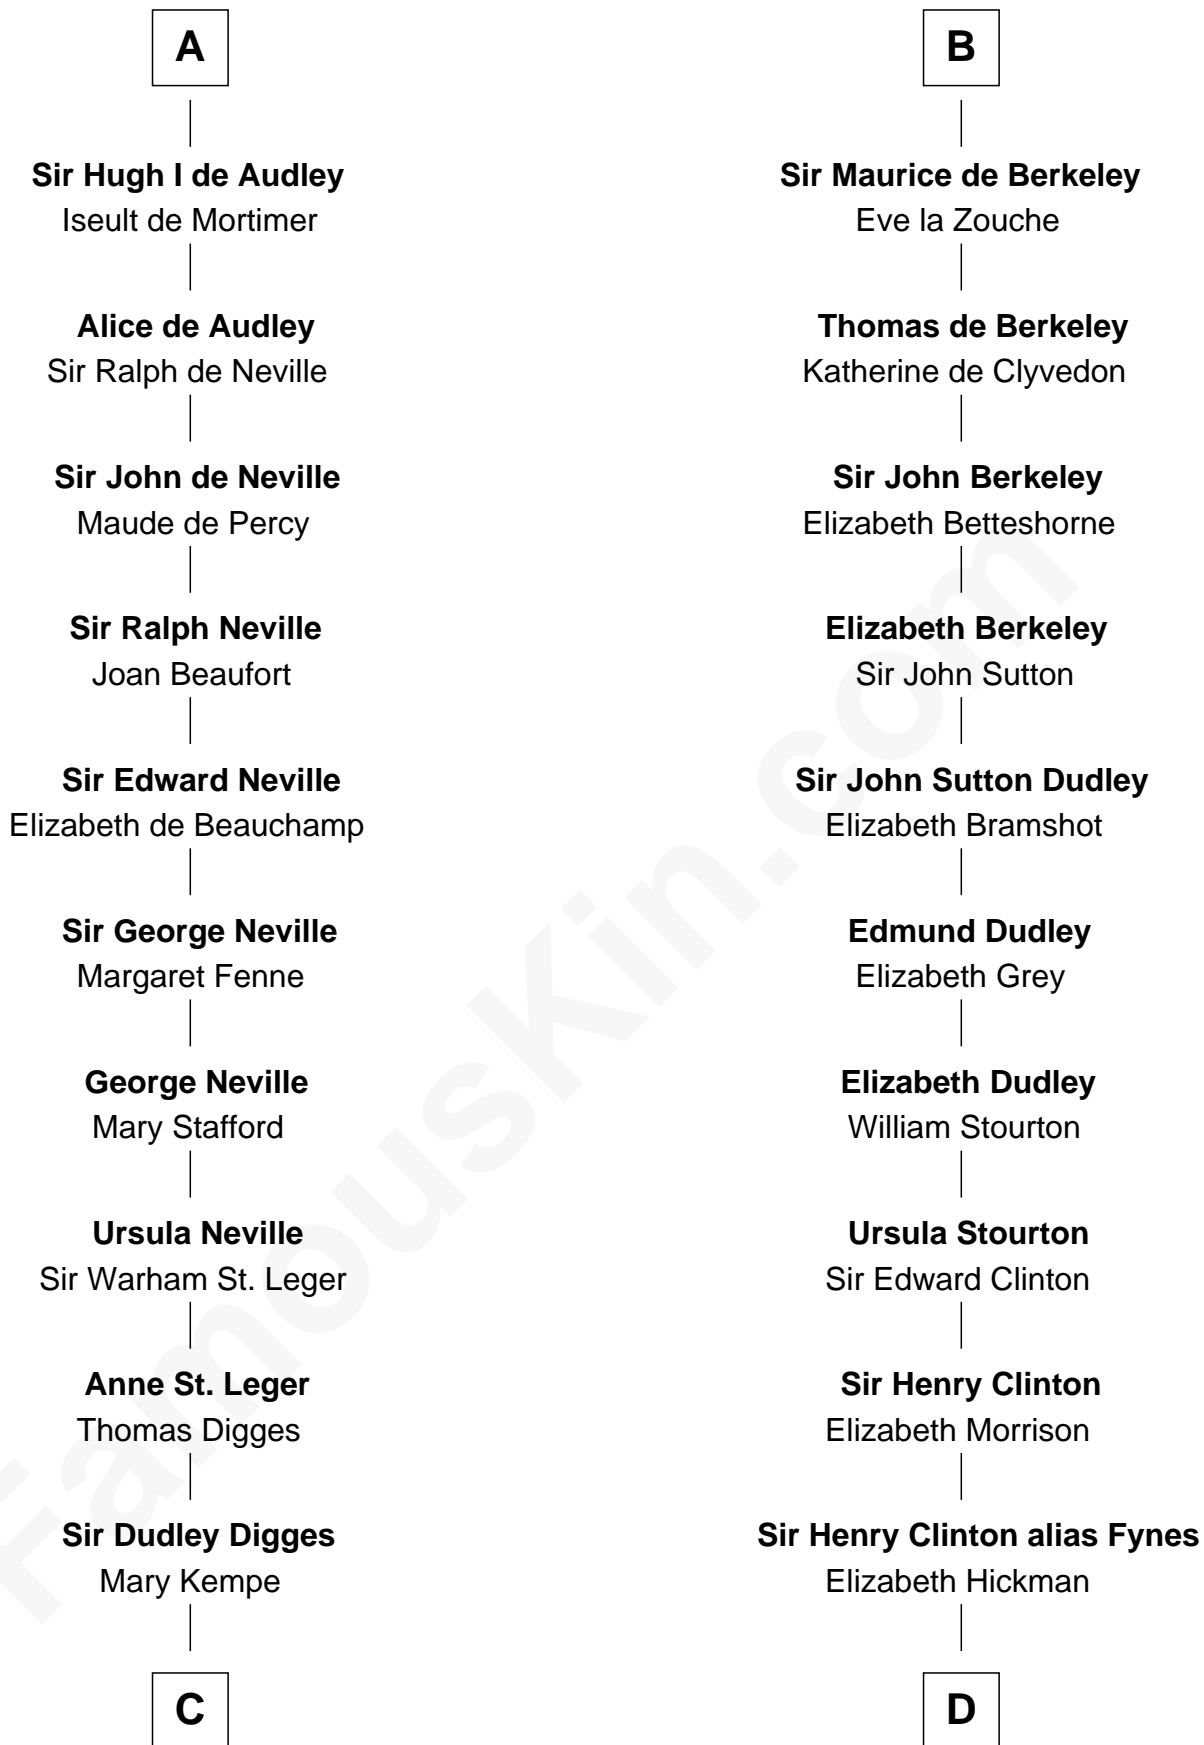 A
Sir Hugh I de Audley
Iseult de Mortimer
Alice de Audley
Sir Ralph de Neville
Sir John de Neville
Maude de Percy
Sir Ralph Neville
Joan Beaufort
Sir Edward Neville
Elizabeth de Beauchamp
Sir George Neville
Margaret Fenne
George Neville
Mary Stafford
Ursula Neville
Sir Warham St. Leger
Anne St. Leger
Thomas Digges
Sir Dudley Digges
Mary Kempe
C
B
Sir Maurice de Berkeley
Eve la Zouche
Thomas de Berkeley
Katherine de Clyvedon
Sir John Berkeley
Elizabeth Betteshorne
Elizabeth Berkeley
Sir John Sutton
Sir John Sutton Dudley
Elizabeth Bramshot
Edmund Dudley
Elizabeth Grey
Elizabeth Dudley
William Stourton
Ursula Stourton
Sir Edward Clinton
Sir Henry Clinton
Elizabeth Morrison
Sir Henry Clinton alias Fynes
Elizabeth Hickman
D
FamousKin.com